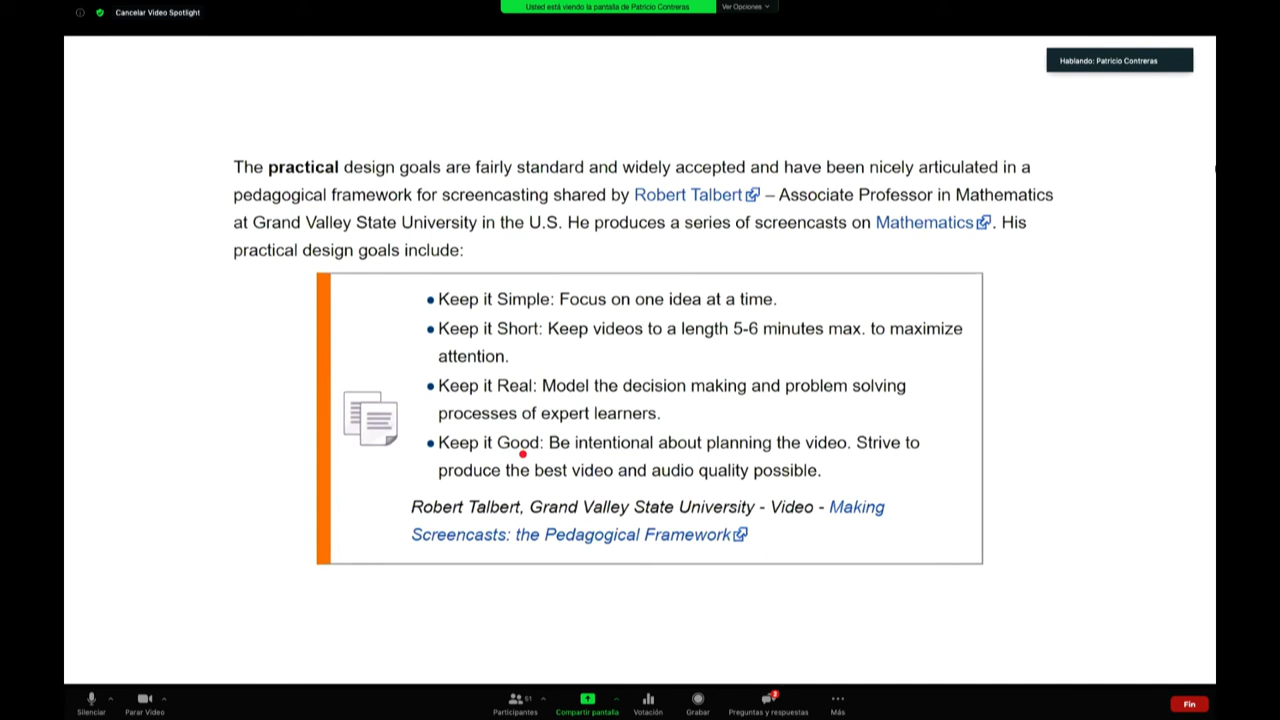 Cancelar Video Spotlight
Usted está viendo la pantalla de Patricio Contreras
Ver Opciones
Hablando: Patricio Contreras
The practical design goals are fairly standard and widely accepted and have been nicely articulated in a
pedagogical framework for screencasting shared by Robert Talbert – Associate Professor in Mathematics
at Grand Valley State University in the U.S. He produces a series of screencasts on Mathematics. His
practical design goals include:
• Keep it Simple: Focus on one idea at a time.
• Keep it Short: Keep videos to a length 5-6 minutes max. to maximize
attention.
• Keep it Real: Model the decision making and problem solving
processes of expert learners.
• Keep it Good: Be intentional about planning the video. Strive to
produce the best video and audio quality possible.
Robert Talbert, Grand Valley State University - Video - Making
Screencasts: the Pedagogical Framework
51
Silenciar
Parar Video
Participantes
Compartir pantalla
Votación
Grabar
Preguntas y respuestas
Más
Fin